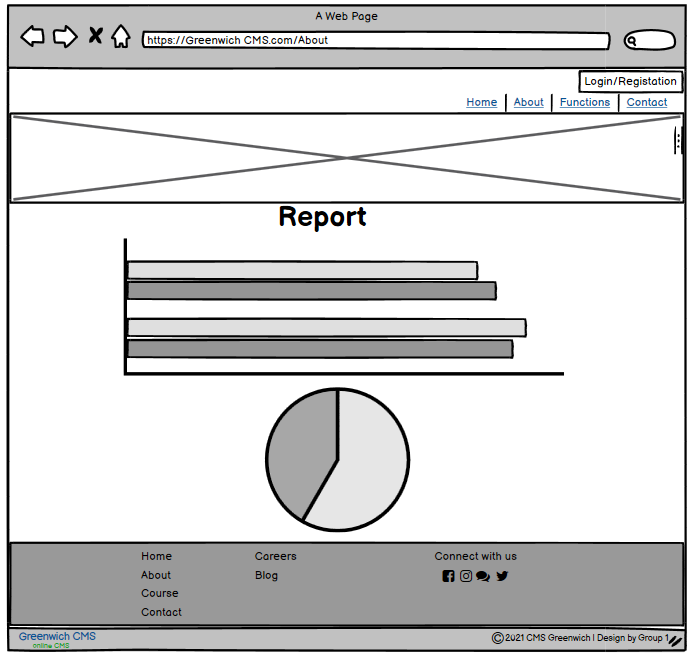 A Web Page
https://Greenwich CMS.com/About
Login/Registation
Home About Functions Contact
Report
Home Careers Connect with us
About Blog
Course
Contact
Greenwich CMS
online CMS
©2021 CMS Greenwich | Design by Group 1